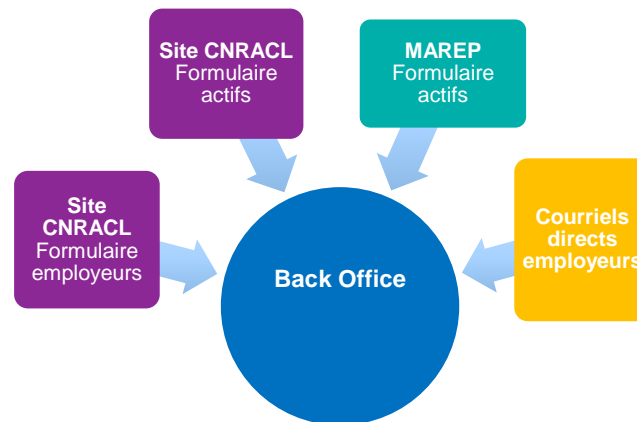 Site CNRACL
Formulaire
actifs
MAREP
Formulaire
actifs
Site
CNRACL
Formulaire
employeurs
Courriels
directs
employeurs
Back Office